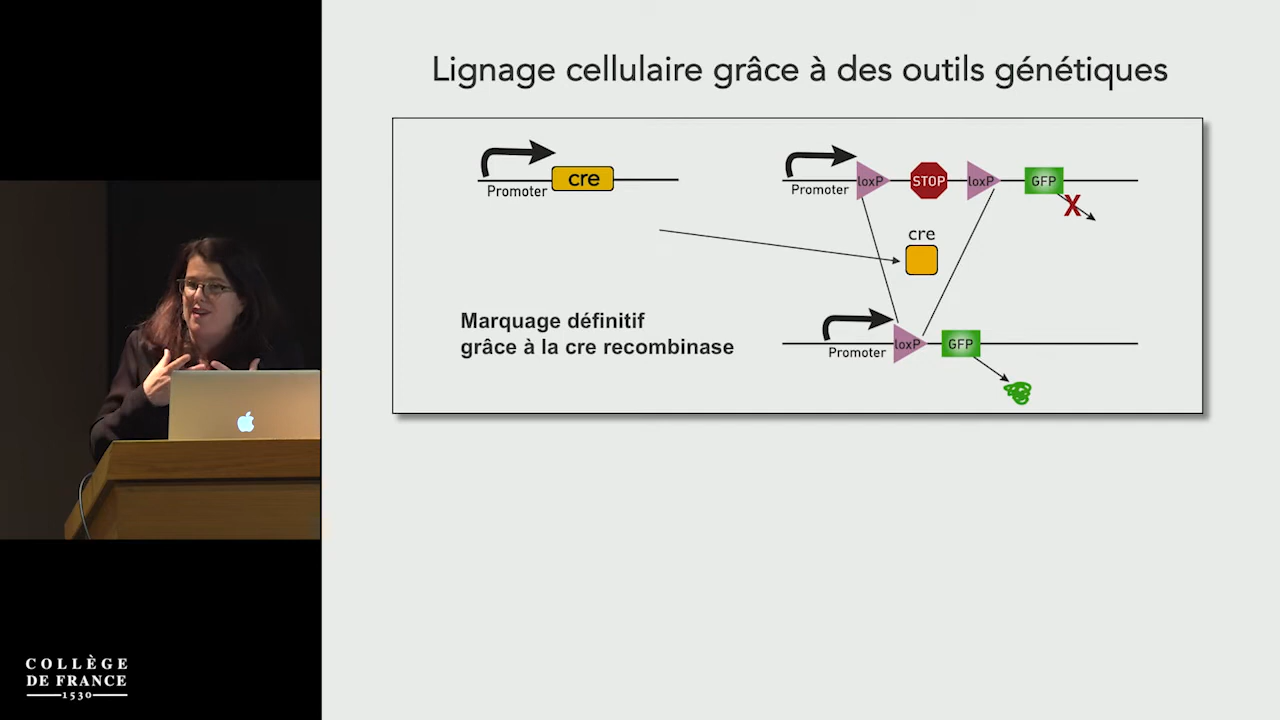 Lignage cellulaire grâce à des outils génétiques
Promoter
cre
Promoter
loxP
STOP
loxP
GFP
X
cre
Marquage définitif
grâce à la cre recombinase
Promoter
loxP
GFP
COLLÈGE
DE FRANCE
1530